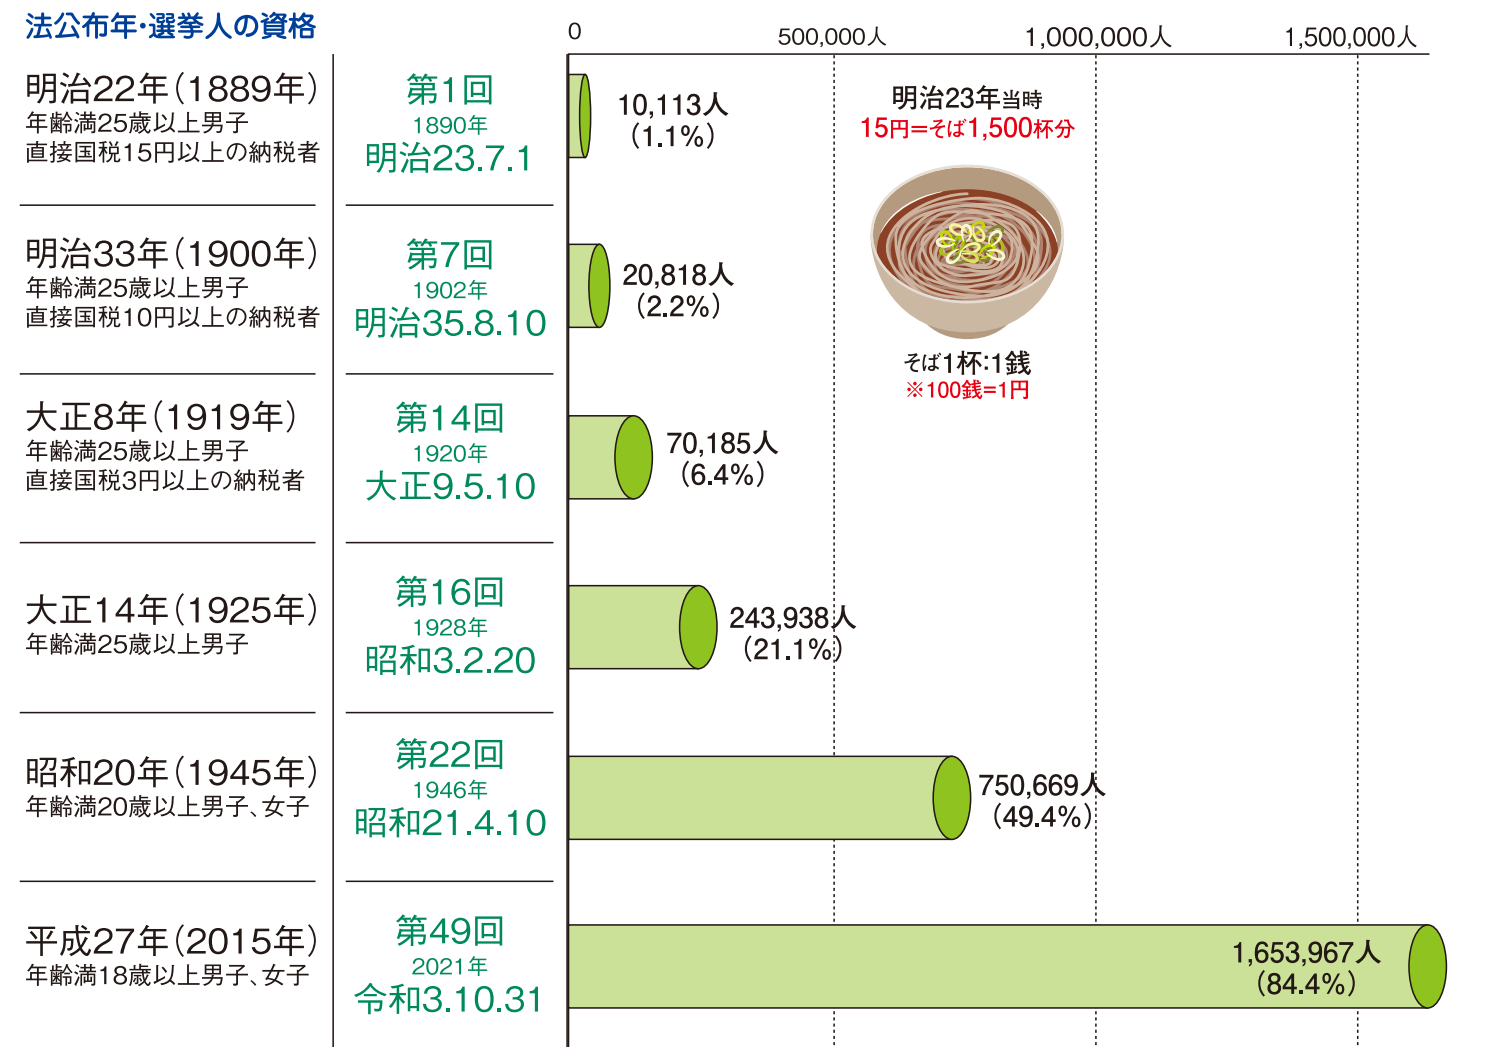 法公布年・選挙人の資格
0
500,000人
1,000,000人
1,500,000人
明治22年(1889年)
年齢満25歳以上男子
直接国税15円以上の納税者
第1回
1890年
明治23.7.1
10,113人
(1.1%)
明治23年当時
15円=そば1,500杯分
そば1杯:1銭
※100銭=1円
明治33年(1900年)
年齢満25歳以上男子
直接国税10円以上の納税者
第7回
1902年
明治35.8.10
20,818人
(2.2%)
大正8年(1919年)
年齢満25歳以上男子
直接国税3円以上の納税者
第14回
1920年
大正9.5.10
70,185人
(6.4%)
大正14年(1925年)
年齢満25歳以上男子
第16回
1928年
昭和3.2.20
243,938人
(21.1%)
昭和20年(1945年)
年齢満20歳以上男子、女子
第22回
1946年
昭和21.4.10
750,669人
(49.4%)
平成27年(2015年)
年齢満18歳以上男子、女子
第49回
2021年
令和3.10.31
1,653,967人
(84.4%)